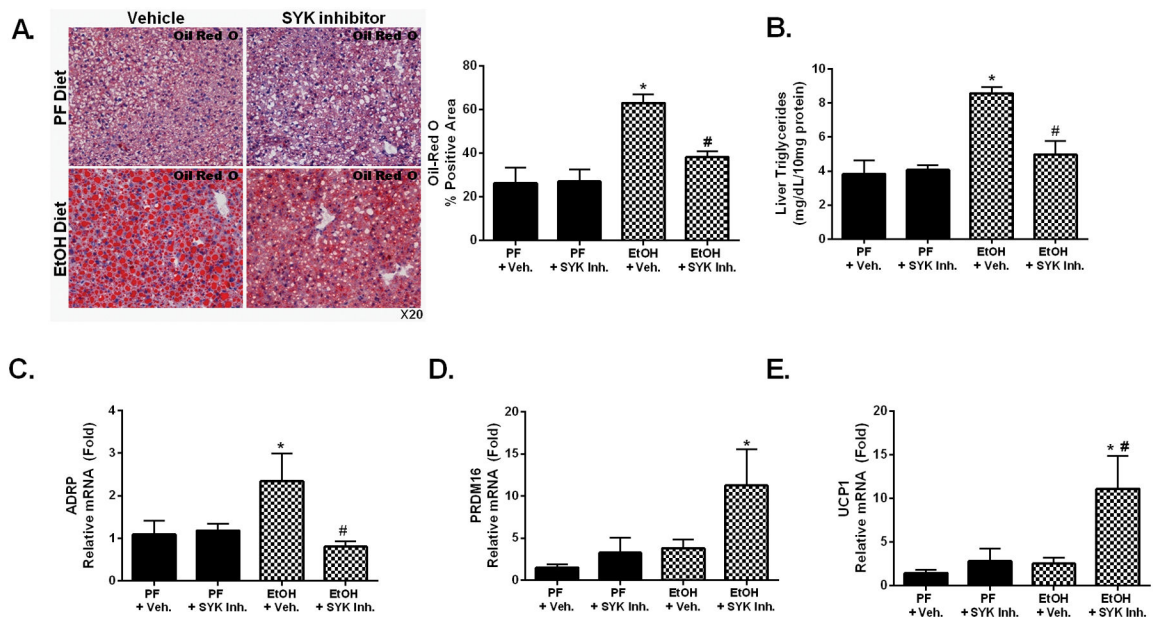 A.
Vehicle
SYK inhibitor
PF Diet
EtOH Diet
Oil Red O
Oil Red O
Oil Red O
Oil Red O
X20
Oil-Red O
% Positive Area
80
60
40
20
0
*
#
PF
+ Veh.
PF
+ SYK Inh.
EtOH
+ Veh.
EtOH
+ SYK Inh.
B.
Liver Triglycerides
(mg/dL/10mg protein)
10
8
6
4
2
0
*
#
PF
+ Veh.
PF
+ SYK Inh.
EtOH
+ Veh.
EtOH
+ SYK Inh.
C.
ADRP
Relative mRNA (Fold)
4
3
2
1
0
*
#
PF
+ Veh.
PF
+ SYK Inh.
EtOH
+ Veh.
EtOH
+ SYK Inh.
D.
PRDM16
Relative mRNA (Fold)
20
15
10
5
0
*
PF
+ Veh.
PF
+ SYK Inh.
EtOH
+ Veh.
EtOH
+ SYK Inh.
E.
UCP1
Relative mRNA (Fold)
20
15
10
5
0
* #
PF
+ Veh.
PF
+ SYK Inh.
EtOH
+ Veh.
EtOH
+ SYK Inh.